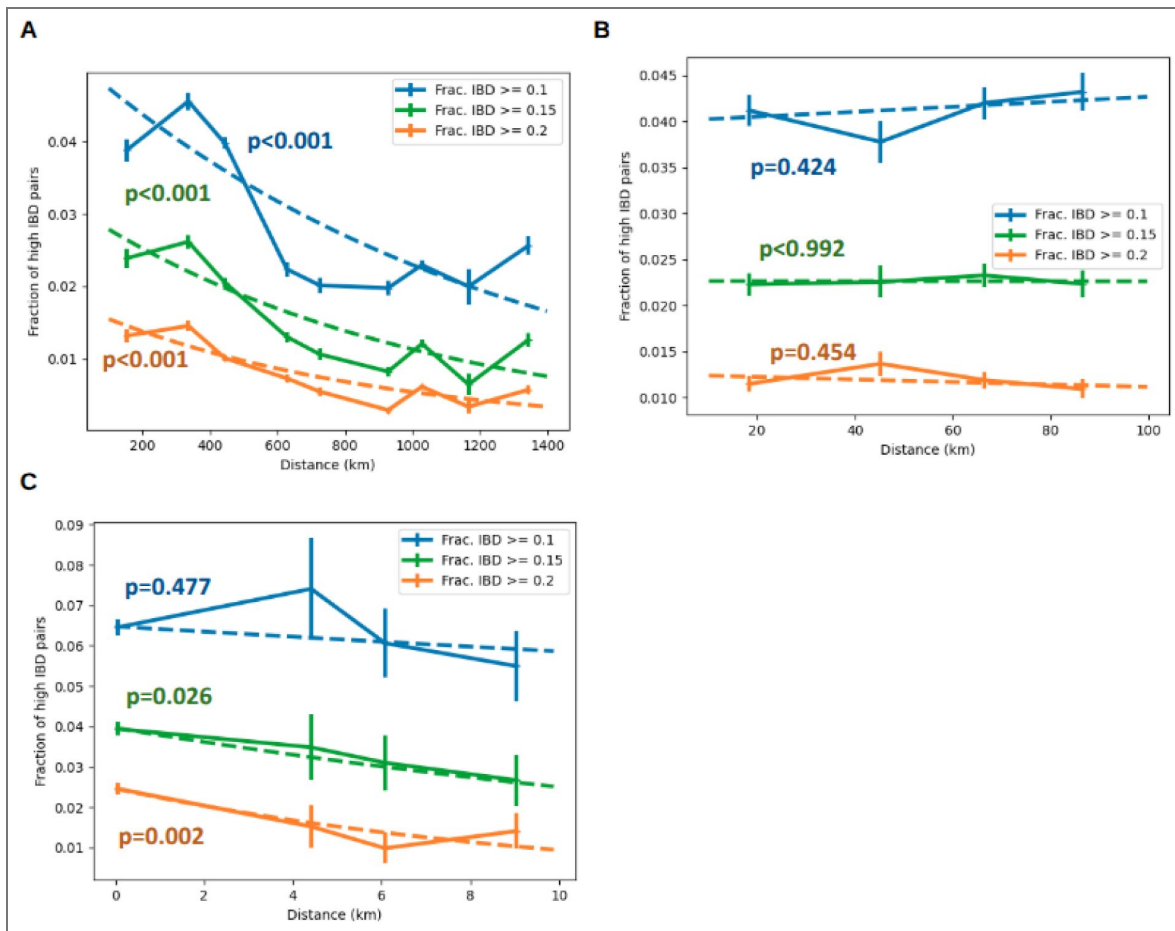 A
Frac. IBD >= 0.1
Frac. IBD >= 0.15
Frac. IBD >= 0.2
p<0.001
p<0.001
p<0.001
Fraction of high IBD pairs
0.04
0.03
0.02
0.01
200 400 600 800 1000 1200 1400
Distance (km)
B
0.045
0.040
0.035
0.030
0.025
0.020
0.015
0.010
Fraction of high IBD pairs
p=0.424
Frac. IBD >= 0.1
Frac. IBD >= 0.15
Frac. IBD >= 0.2
p<0.992
p=0.454
20 40 60 80 100
Distance (km)
C
0.09
0.08
0.07
0.06
0.05
0.04
0.03
0.02
0.01
Fraction of high IBD pairs
Frac. IBD >= 0.1
Frac. IBD >= 0.15
Frac. IBD >= 0.2
p=0.477
p=0.026
p=0.002
0 2 4 6 8 10
Distance (km)